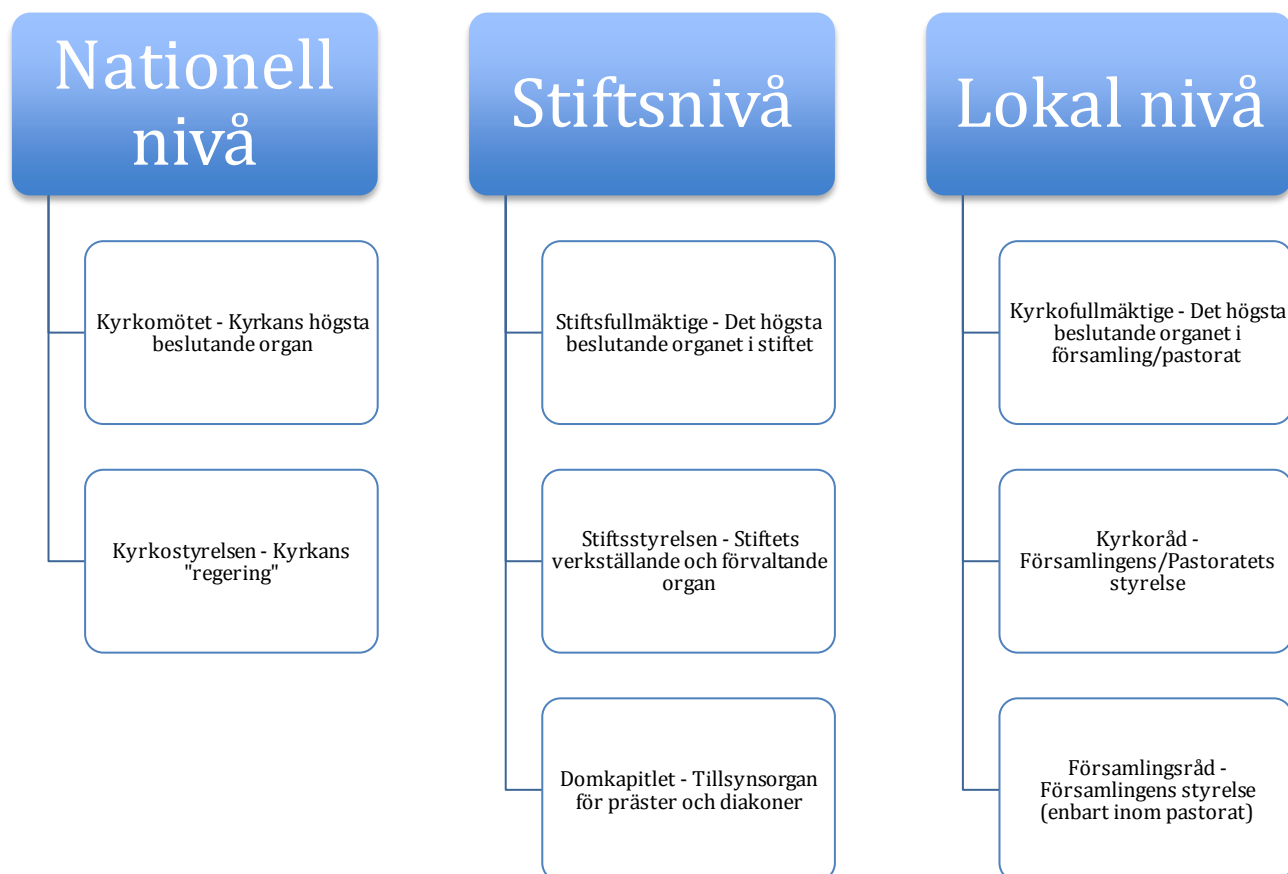 Nationell
nivå
Kyrkomötet - Kyrkans högsta
beslutande organ
Kyrkostyrelsen - Kyrkans
"regering"
Stiftsnivå
Stiftsfullmäktige - Det högsta
beslutande organet i stiftet
Stiftsstyrelsen - Stiftets
verkställande och förvaltande
organ
Domkapitlet - Tillsynsorgan
för präster och diakoner
Lokal nivå
Kyrkofullmäktige - Det högsta
beslutande organet i
församling/pastorat
Kyrkoråd -
Församlingens/Pastoratets
styrelse
Församlingsråd -
Församlingens styrelse
(enbart inom pastorat)